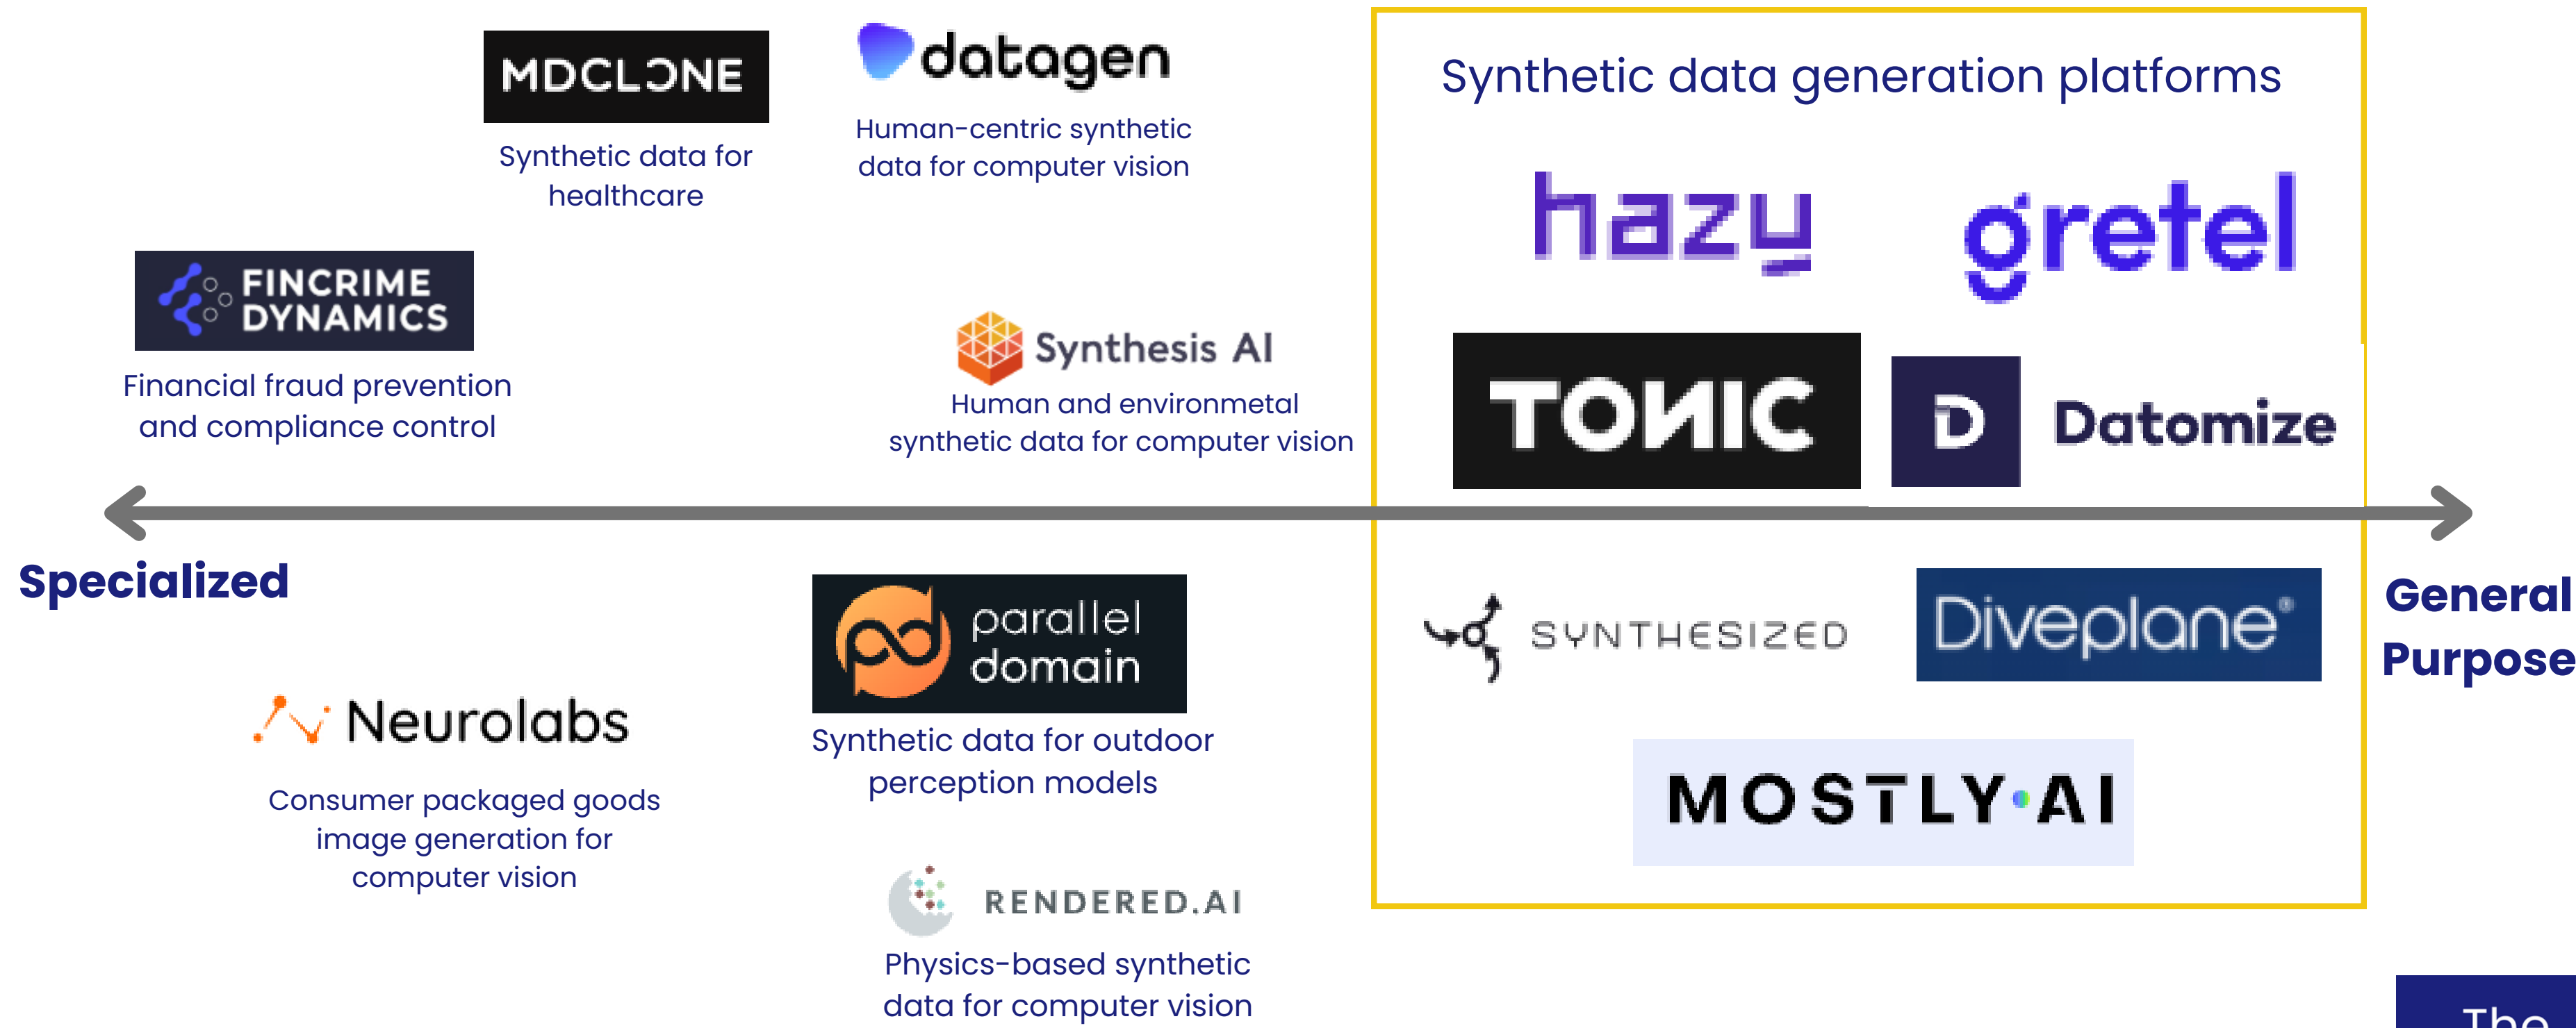 MDCLONE
Synthetic data for
healthcare
datagen
Human-centric synthetic
data for computer vision
FINCRIME
DYNAMICS
Financial fraud prevention
and compliance control
Synthesis AI
Human and environmetal
synthetic data for computer vision
Synthetic data generation platforms
hazy
gretel
TONIC
D Datomize
Specialized
General
Purpose
Neurolabs
Consumer packaged goods
image generation for
computer vision
pd
parallel
domain
Synthetic data for outdoor
perception models
RENDERED.AI
Physics-based synthetic
data for computer vision
SYNTHESIZED
Diveplane®
MOSTLY·AI
The